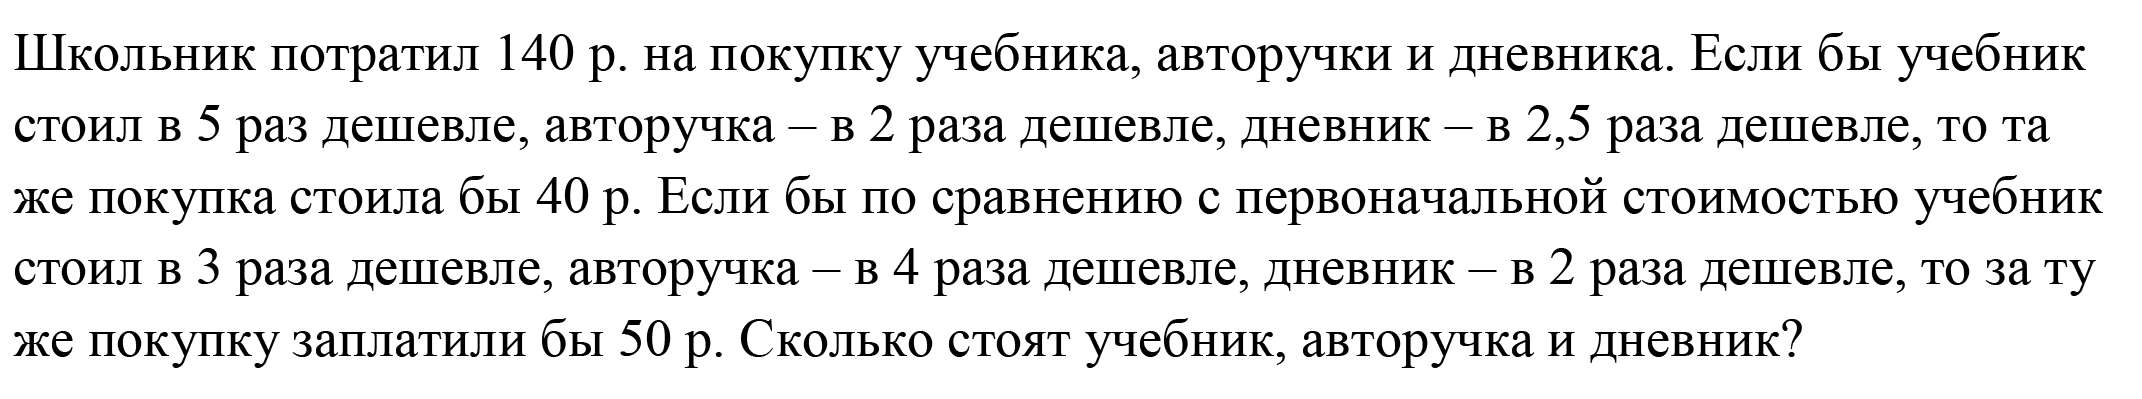 Школьник потратил 140 р. на покупку учебника, авторучки и дневника. Если бы учебник
стоил в 5 раз дешевле, авторучка – в 2 раза дешевле, дневник – в 2,5 раза дешевле, то та
же покупка стоила бы 40 р. Если бы по сравнению с первоначальной стоимостью учебник
стоил в 3 раза дешевле, авторучка – в 4 раза дешевле, дневник – в 2 раза дешевле, то за ту
же покупку заплатили бы 50 р. Сколько стоят учебник, авторучка и дневник?